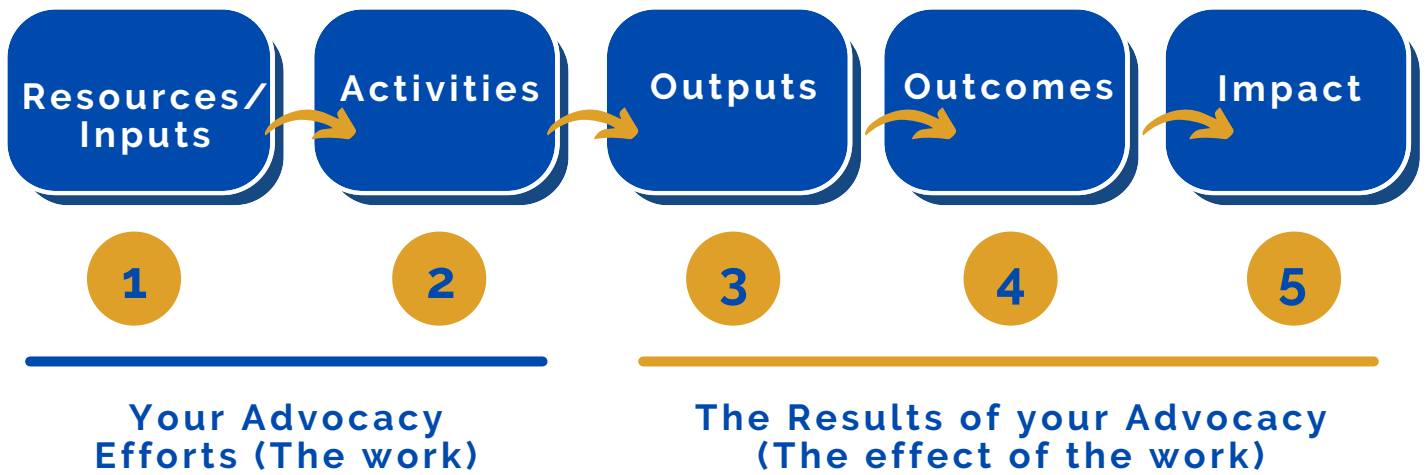 Resources/
Inputs
Activities
Outputs
Outcomes
Impact
1
2
3
4
5
Your Advocacy
Efforts (The work)
The Results of your Advocacy
(The effect of the work)